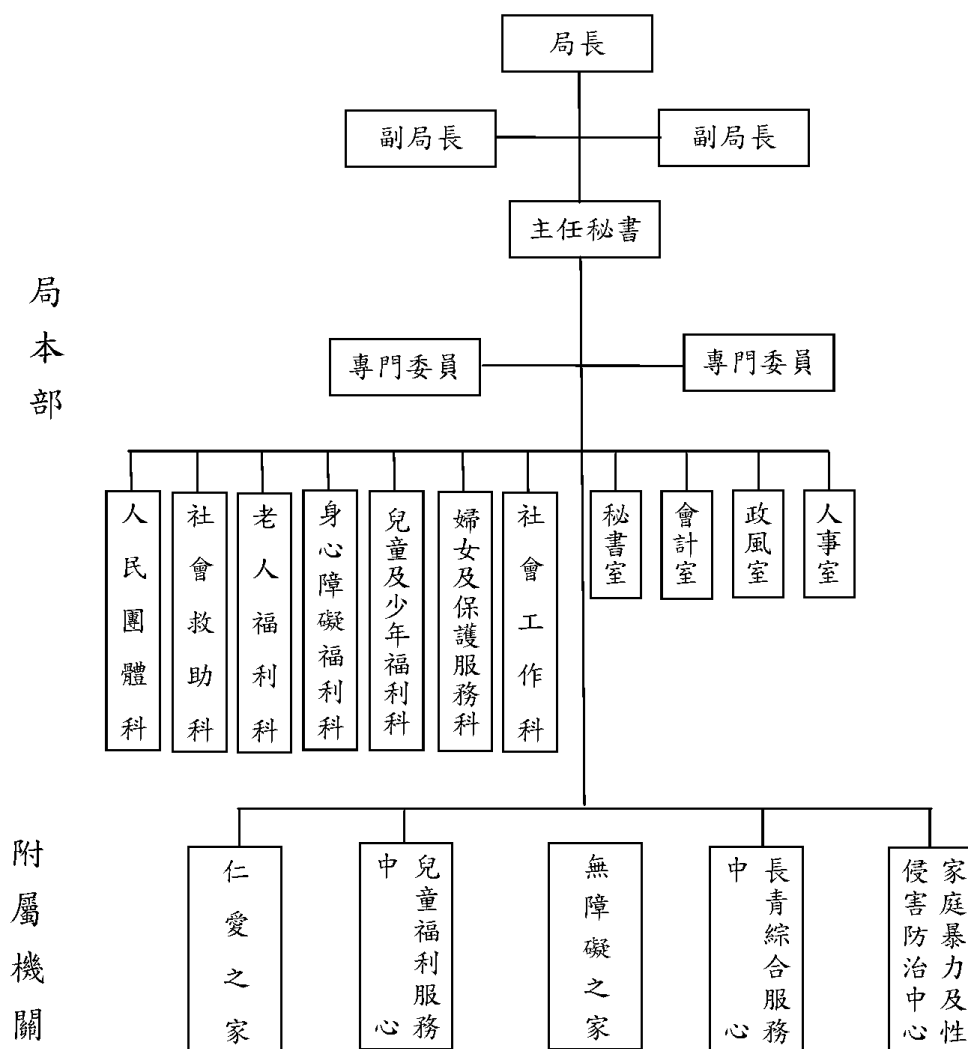 局長
副局長
副局長
主任秘書
局本部
專門委員
專門委員
人民團體科
社會救助科
老人福利科
身心障礙福利科
兒童及少年福利科
婦女及保護服務科
社會工作科
秘書室
會計室
政風室
人事室
附屬機關
仁愛之家
兒童福利服務
中心
無障礙之家
長青綜合服務
中心
家庭暴力及性
侵害防治中心